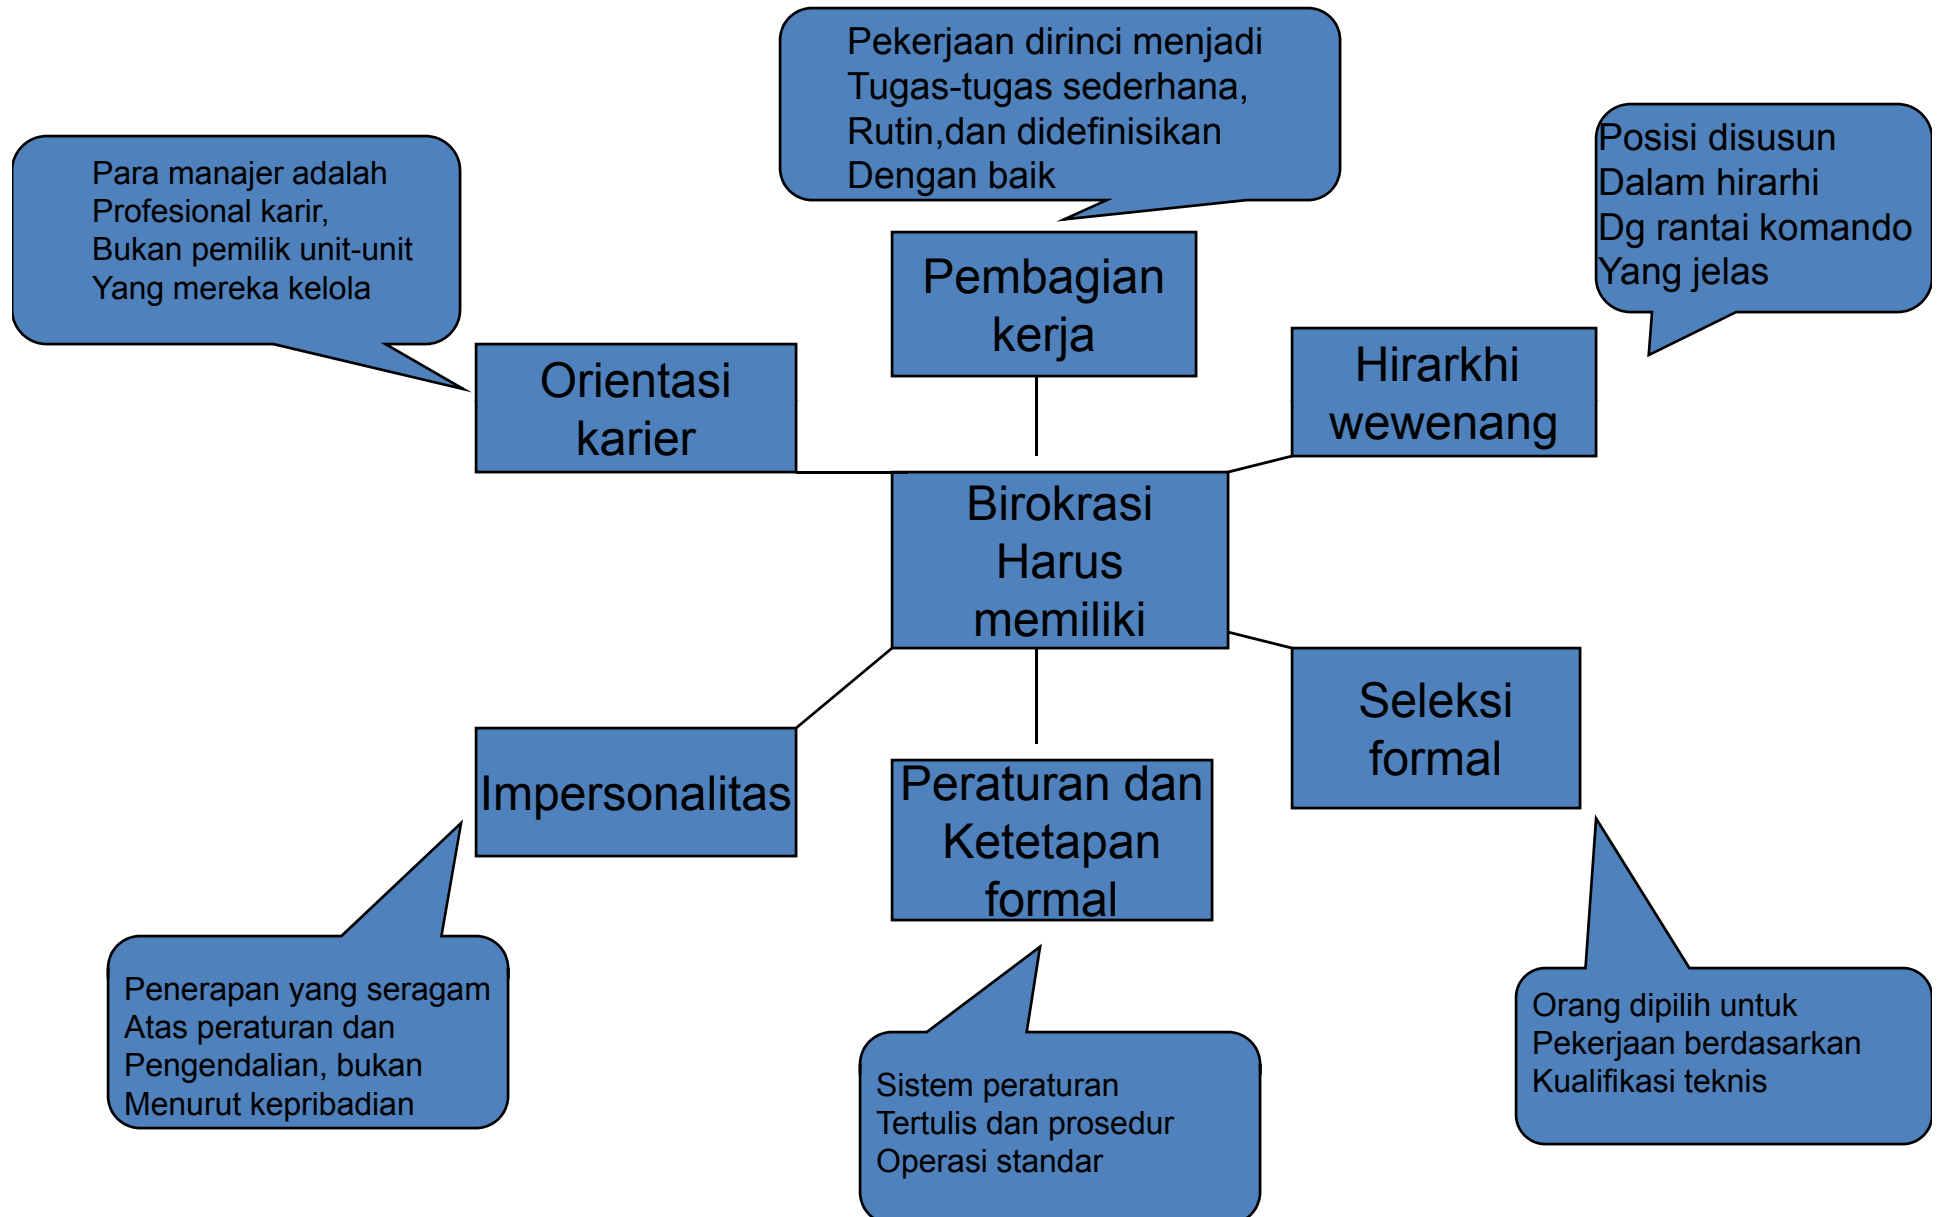 Pekerjaan dirinci menjadi
Tugas-tugas sederhana,
Rutin,dan didefinisikan
Dengan baik
Para manajer adalah
Profesional karir,
Bukan pemilik unit-unit
Yang mereka kelola
Posisi disusun
Dalam hirarhi
Dg rantai komando
Yang jelas
Pembagian
kerja
Orientasi
karier
Hirarkhi
wewenang
Birokrasi
Harus
memiliki
Impersonalitas
Peraturan dan
Ketetapan
formal
Seleksi
formal
Penerapan yang seragam
Atas peraturan dan
Pengendalian, bukan
Menurut kepribadian
Sistem peraturan
Tertulis dan prosedur
Operasi standar
Orang dipilih untuk
Pekerjaan berdasarkan
Kualifikasi teknis